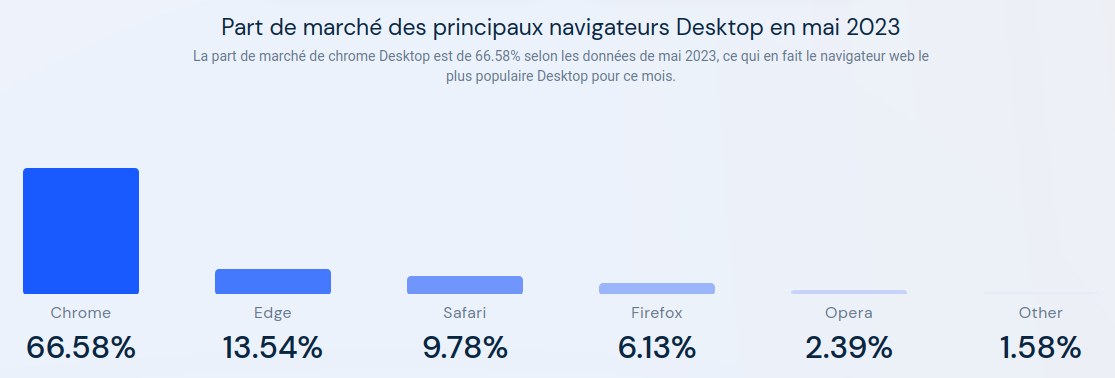 Part de marché des principaux navigateurs Desktop en mai 2023
La part de marché de chrome Desktop est de 66.58% selon les données de mai 2023, ce qui en fait le navigateur web le
plus populaire Desktop pour ce mois.
Chrome Edge Safari Firefox Opera Other
66.58% 13.54% 9.78% 6.13% 2.39% 1.58%